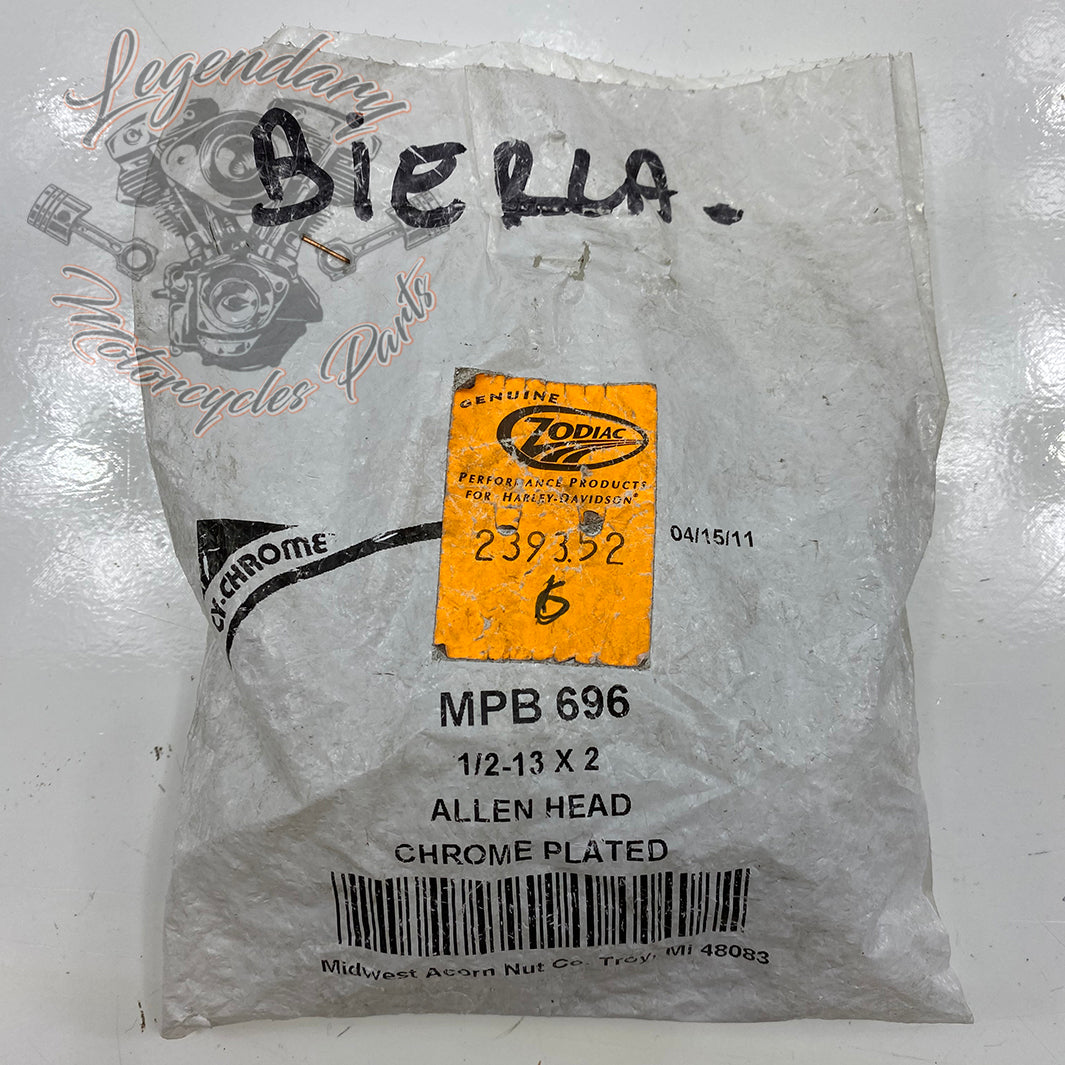 Legendary
Motorcycles Parts
BIELLA.
GENUINE
ZODIAC
PERFORMANCE PRODUCTS
FOR HARLEY-DAVIDSON®
239352
6
04/15/11
CY-CHROME™
MPB 696
1/2-13 X 2
ALLEN HEAD
CHROME PLATED
Midwest Acorn Nut Co. Troy, MI 48083